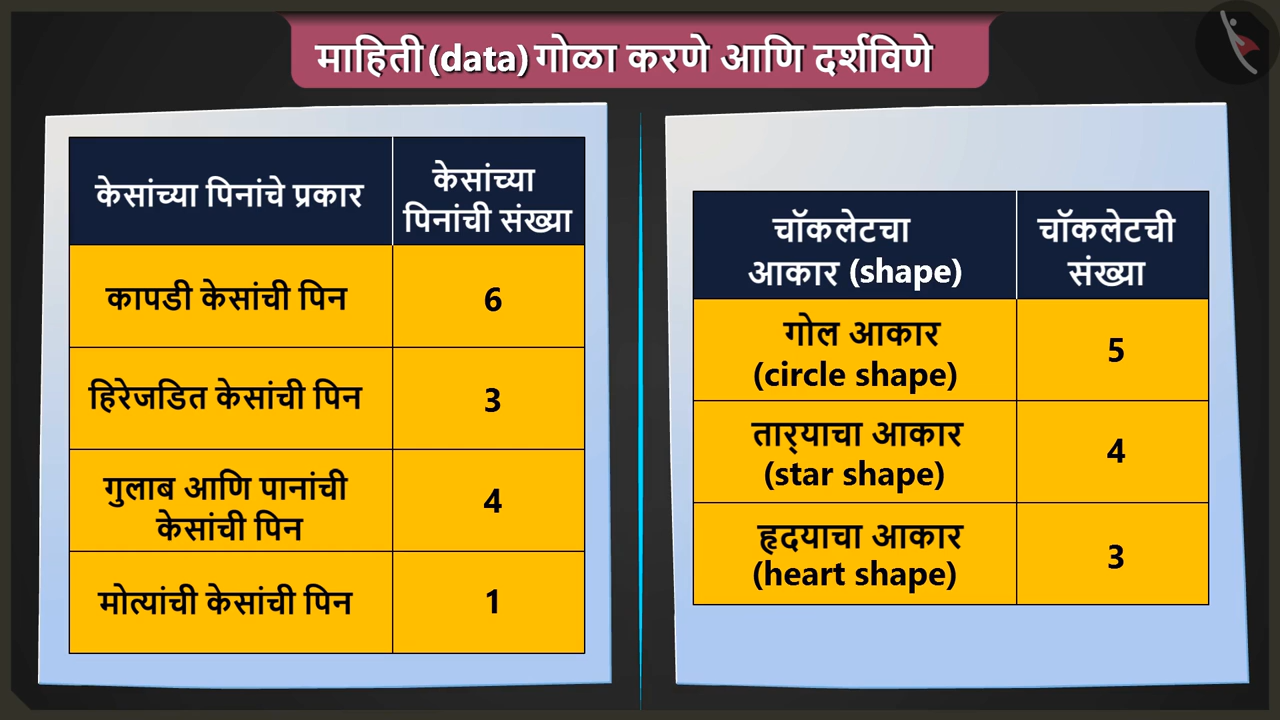 माहिती (data) गोळा करणे आणि दर्शविणे
केसांच्या पिनांचे प्रकार
केसांच्या
पिनांची संख्या
कापडी केसांची पिन
6
हिरेजडित केसांची पिन
3
गुलाब आणि पानांची
केसांची पिन
4
मोत्यांची केसांची पिन
1
चॉकलेटचा
आकार (shape)
चॉकलेटची
संख्या
गोल आकार
(circle shape)
5
तार्‍याचा आकार
(star shape)
4
हृदयाचा आकार
(heart shape)
3